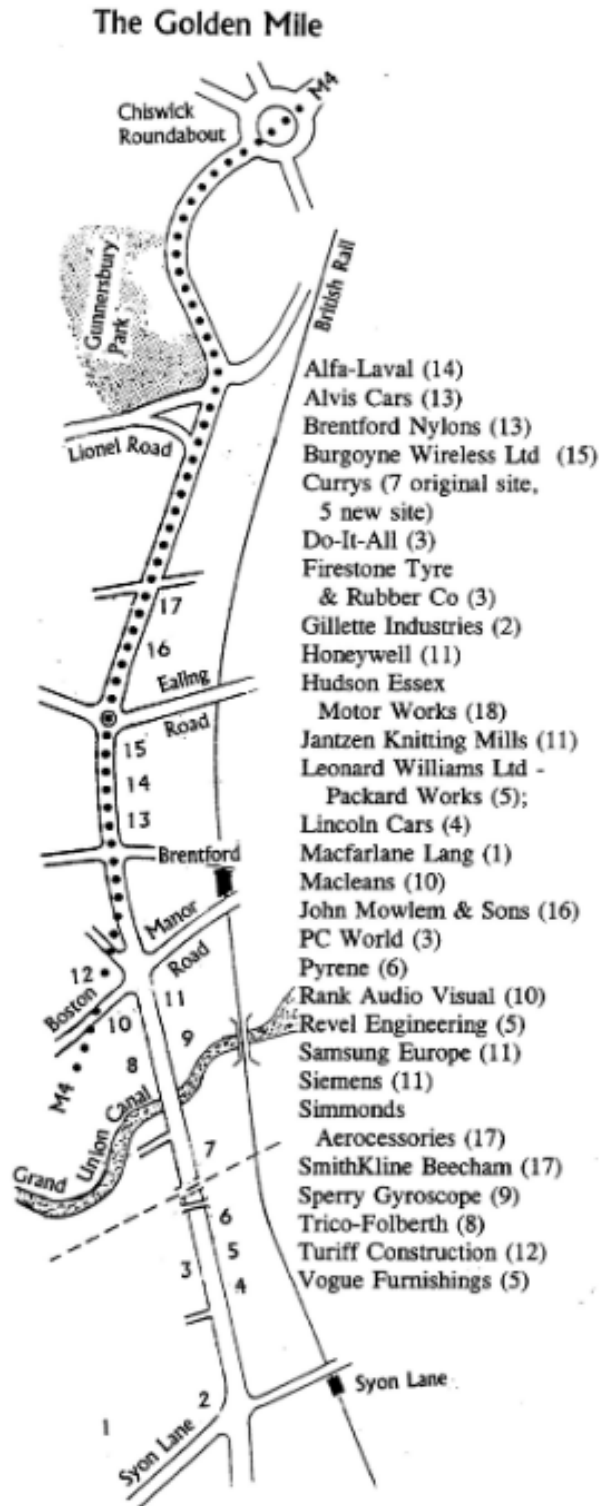 The Golden Mile
M4
Chiswick
Roundabout
British Rail
Gunnersbury
Park
Lionel Road
Alfa-Laval (14)
Alvis Cars (13)
Brentford Nylons (13)
Burgoyne Wireless Ltd (15)
Currys (7 original site,
5 new site)
Do-It-All (3)
Firestone Tyre
& Rubber Co (3)
Gillette Industries (2)
Honeywell (11)
Hudson Essex
Motor Works (18)
Jantzen Knitting Mills (11)
Leonard Williams Ltd -
Packard Works (5);
Lincoln Cars (4)
Macfarlane Lang (1)
Macleans (10)
John Mowlem & Sons (16)
PC World (3)
Pyrene (6)
Rank Audio Visual (10)
Revel Engineering (5)
Samsung Europe (11)
Siemens (11)
Simmonds
Aerocessories (17)
SmithKline Beecham (17)
Sperry Gyroscope (9)
Trico-Folberth (8)
Turiff Construction (12)
Vogue Furnishings (5)
17
16
Ealing
Road
15
14
13
Brentford
Manor
Road
12
Boston
11
10
9
M4
8
Grand Union Canal
7
6
5
3
4
Syon Lane
2
1
Syon Lane